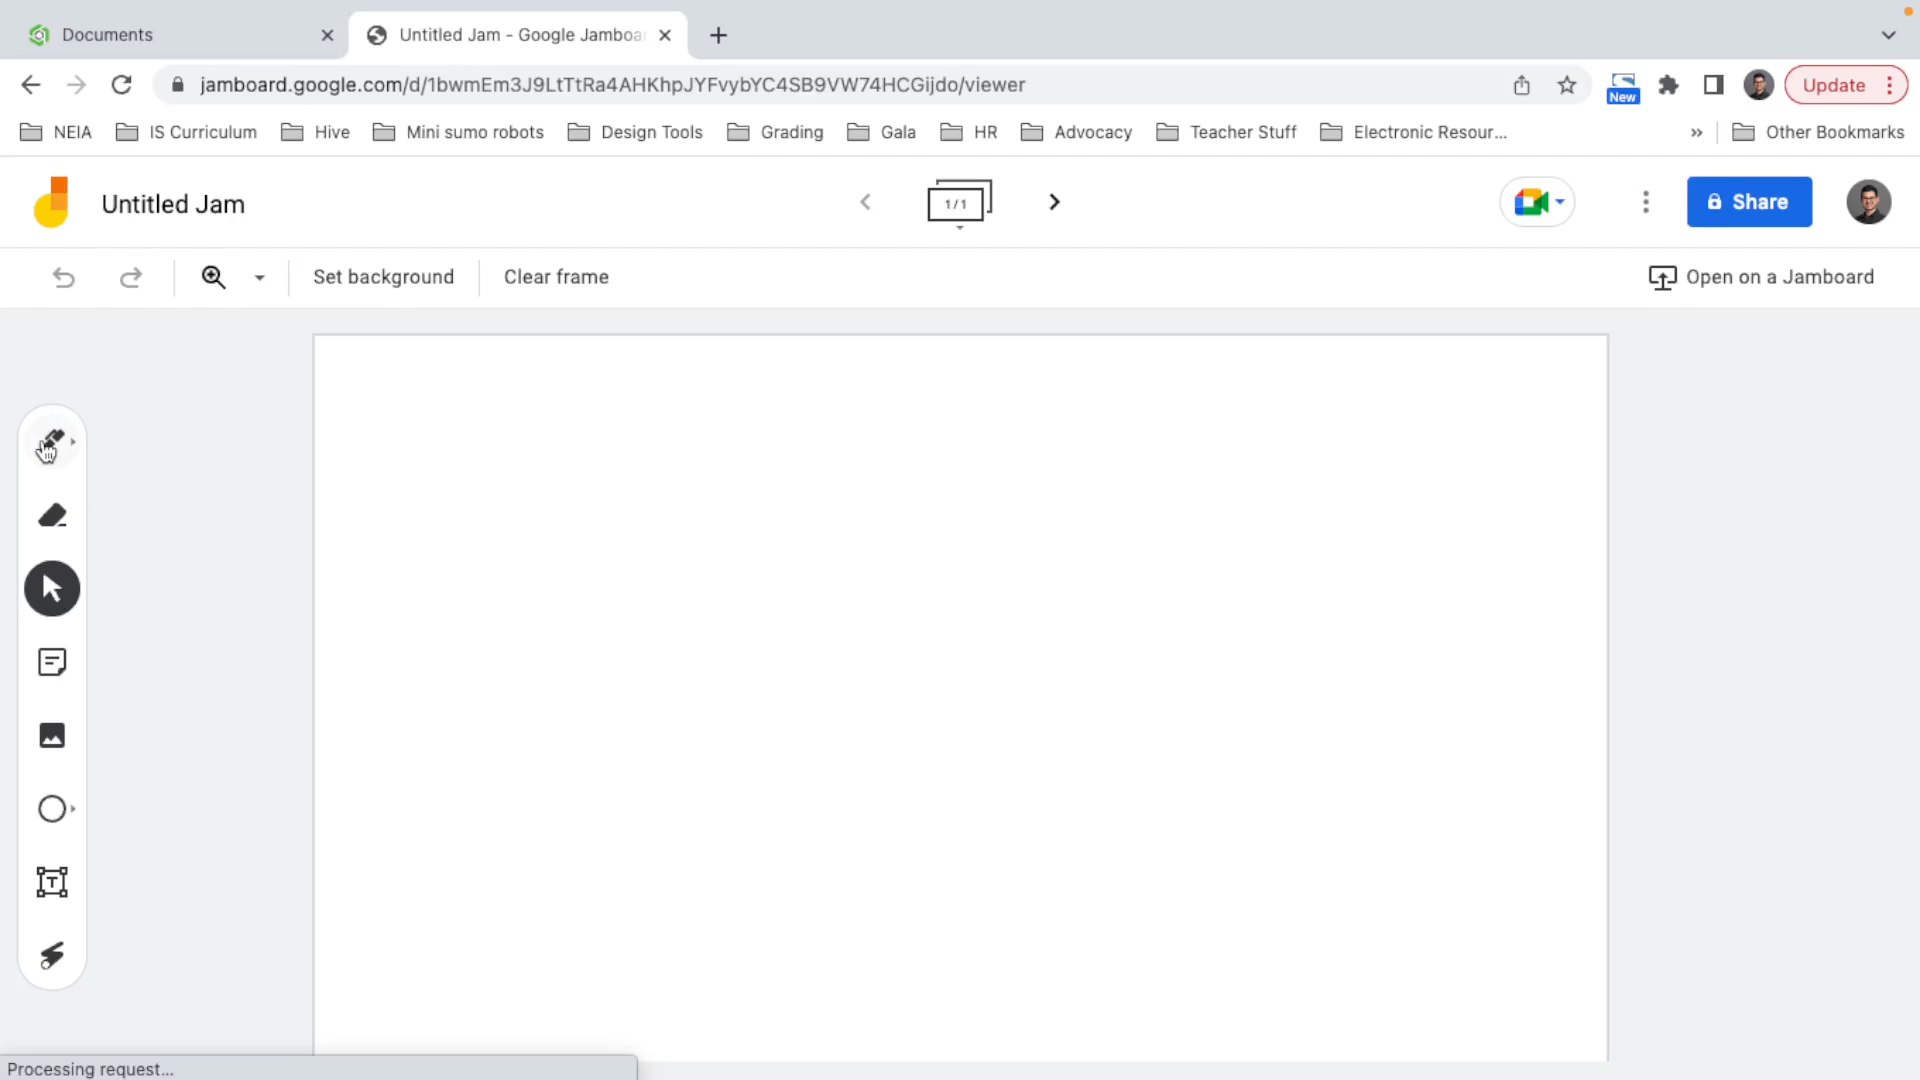 Documents
Untitled Jam - Google Jamboa
jamboard.google.com/d/1bwmEm3J9LtTtRa4AHKhpJYFvybYC4SB9VW74HCGijdo/viewer
New
Update
NEIA
IS Curriculum
Hive
Mini sumo robots
Design Tools
Grading
Gala
HR
Advocacy
Teacher Stuff
Electronic Resour...
»
Other Bookmarks
Untitled Jam
1/1
Share
Set background
Clear frame
Open on a Jamboard
T
Processing request...